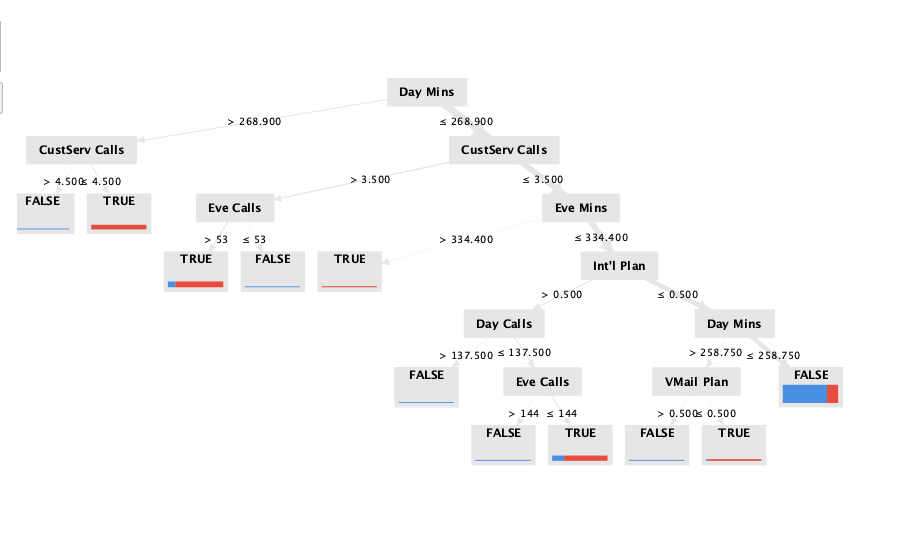 Day Mins
> 268.900
≤ 268.900
CustServ Calls
CustServ Calls
> 4.500
≤ 4.500
> 3.500
≤ 3.500
FALSE
TRUE
Eve Calls
Eve Mins
> 53
≤ 53
> 334.400
≤ 334.400
TRUE
FALSE
TRUE
Int'l Plan
> 0.500
≤ 0.500
Day Calls
Day Mins
> 137.500
≤ 137.500
> 258.750
≤ 258.750
FALSE
Eve Calls
VMail Plan
FALSE
> 144
≤ 144
> 0.500
≤ 0.500
FALSE
TRUE
FALSE
TRUE